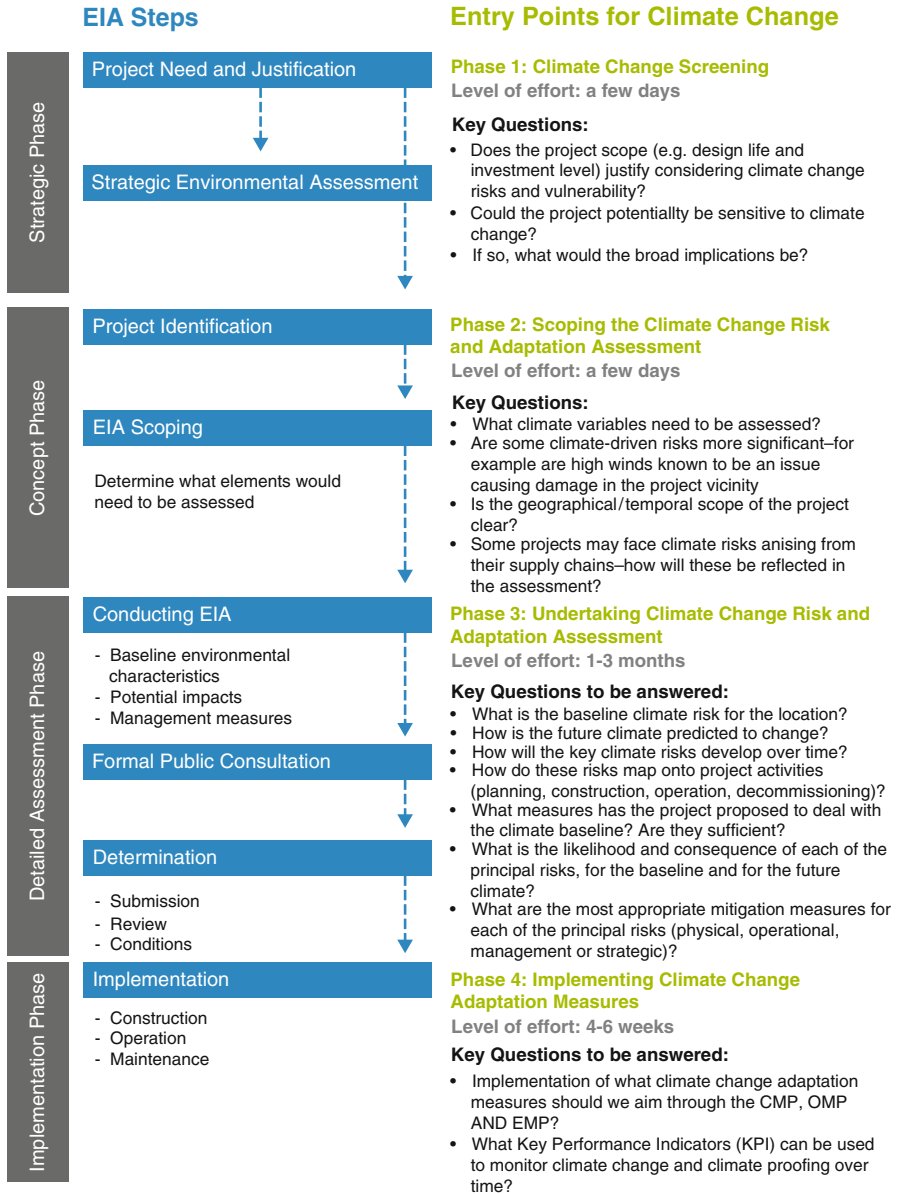 EIA Steps
Entry Points for Climate Change
Strategic Phase
Project Need and Justification
Strategic Environmental Assessment
Phase 1: Climate Change Screening
Level of effort: a few days
Key Questions:
• Does the project scope (e.g. design life and
investment level) justify considering climate change
risks and vulnerability?
• Could the project potentiallty be sensitive to climate
change?
• If so, what would the broad implications be?
Concept Phase
Project Identification
EIA Scoping
Determine what elements would
need to be assessed
Phase 2: Scoping the Climate Change Risk
and Adaptation Assessment
Level of effort: a few days
Key Questions:
• What climate variables need to be assessed?
• Are some climate-driven risks more significant–for
example are high winds known to be an issue
causing damage in the project vicinity
• Is the geographical/temporal scope of the project
clear?
• Some projects may face climate risks anising from
their supply chains–how will these be reflected in
the assessment?
Detailed Assessment Phase
Conducting EIA
- Baseline environmental
characteristics
- Potential impacts
- Management measures
Formal Public Consultation
Determination
- Submission
- Review
- Conditions
Phase 3: Undertaking Climate Change Risk and
Adaptation Assessment
Level of effort: 1-3 months
Key Questions to be answered:
• What is the baseline climate risk for the location?
• How is the future climate predicted to change?
• How will the key climate risks develop over time?
• How do these risks map onto project activities
(planning, construction, operation, decommissioning)?
• What measures has the project proposed to deal with
the climate baseline? Are they sufficient?
• What is the likelihood and consequence of each of the
principal risks, for the baseline and for the future
climate?
• What are the most appropriate mitigation measures for
each of the principal risks (physical, operational,
management or strategic)?
Implementation Phase
Implementation
- Construction
- Operation
- Maintenance
Phase 4: Implementing Climate Change
Adaptation Measures
Level of effort: 4-6 weeks
Key Questions to be answered:
• Implementation of what climate change adaptation
measures should we aim through the CMP, OMP
AND EMP?
• What Key Performance Indicators (KPI) can be used
to monitor climate change and climate proofing over
time?